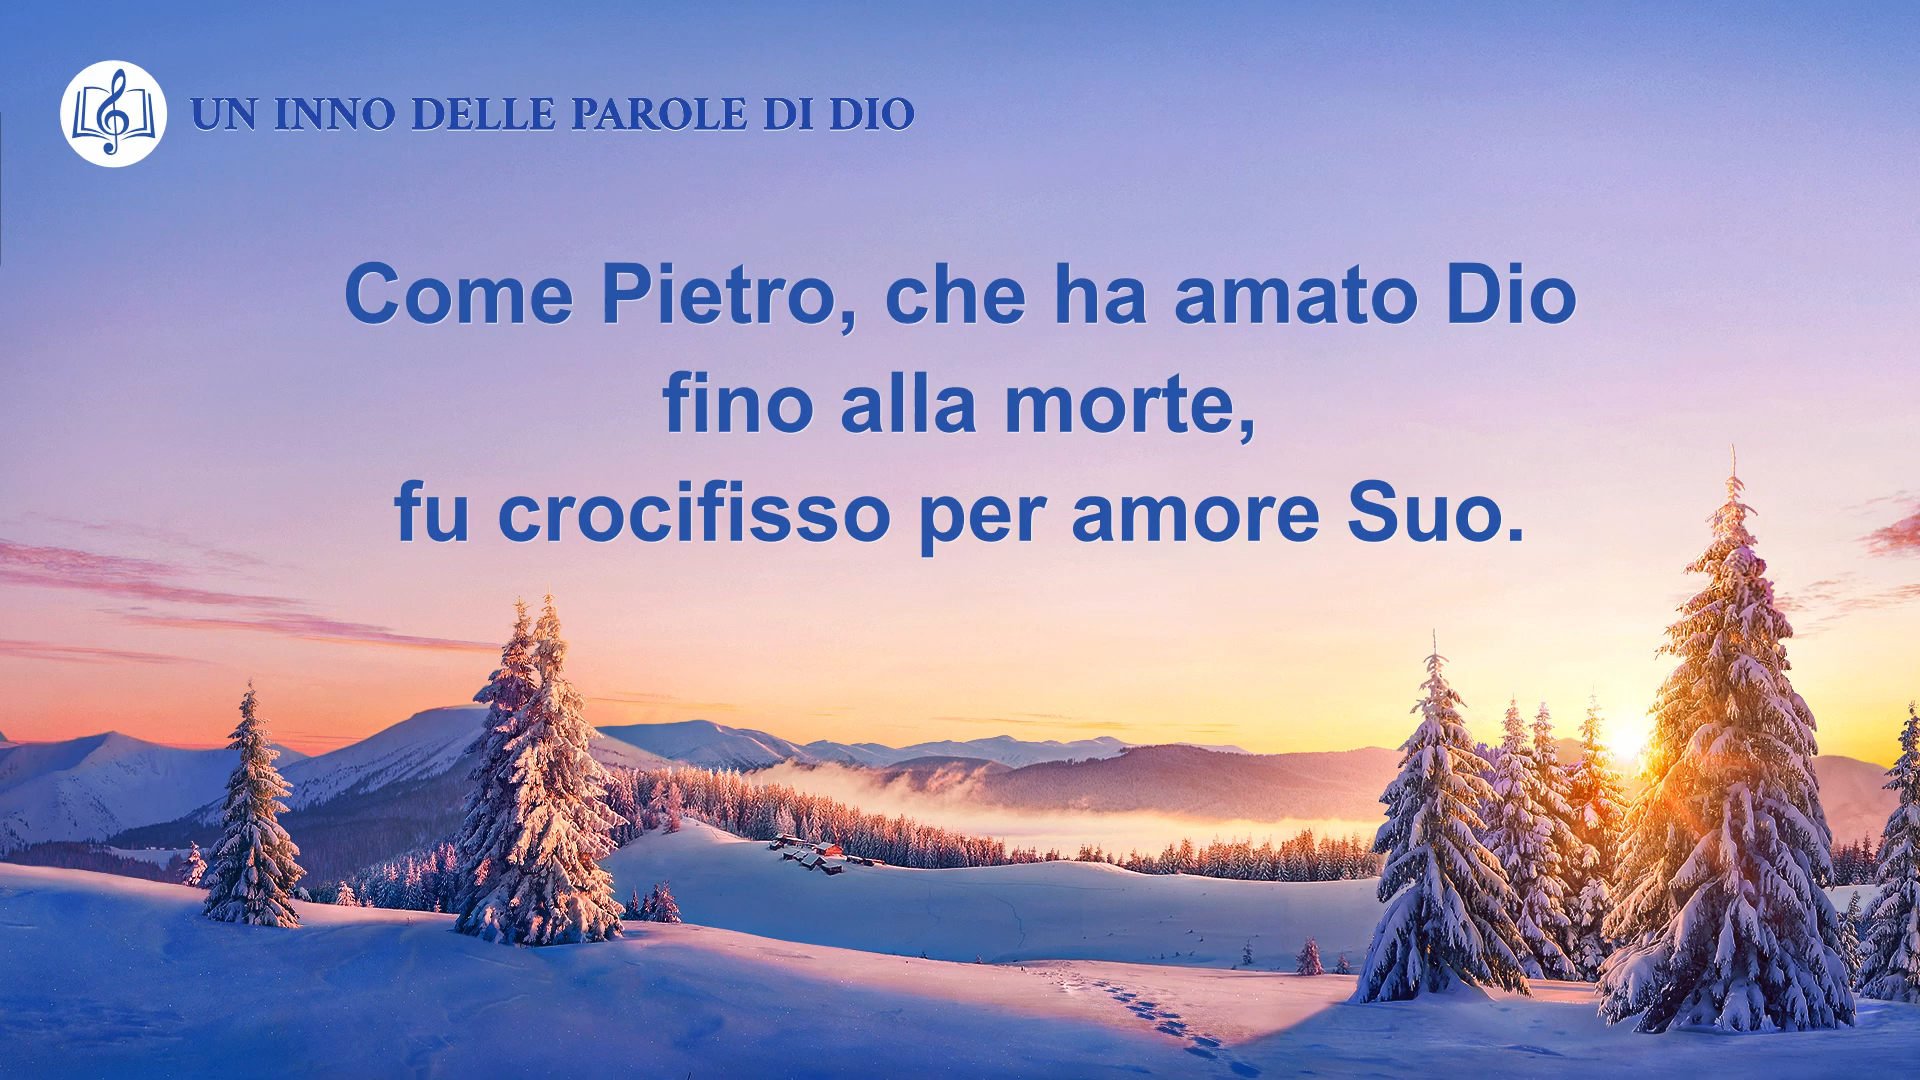 UN INNO DELLE PAROLE DI DIO
Come Pietro, che ha amato Dio
fino alla morte,
fu crocifisso per amore Suo.